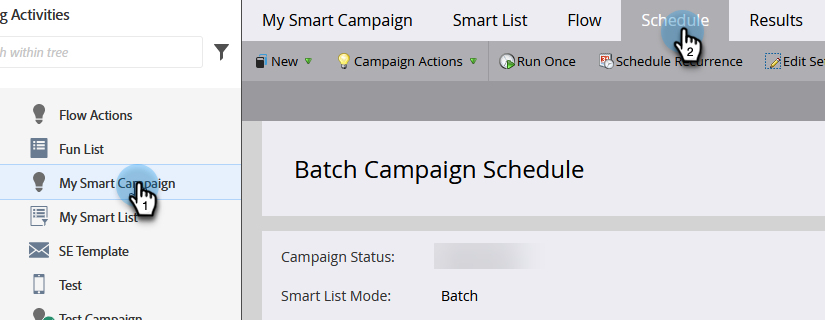 g Activities
ch within tree
Flow Actions
Fun List
My Smart Campaign
1
My Smart List
SE Template
Test
Test Campaign
My Smart Campaign Smart List Flow Schedule Results
2
New Campaign Actions Run Once Schedule Recurrence Edit Se
Batch Campaign Schedule
Campaign Status:
Smart List Mode: Batch